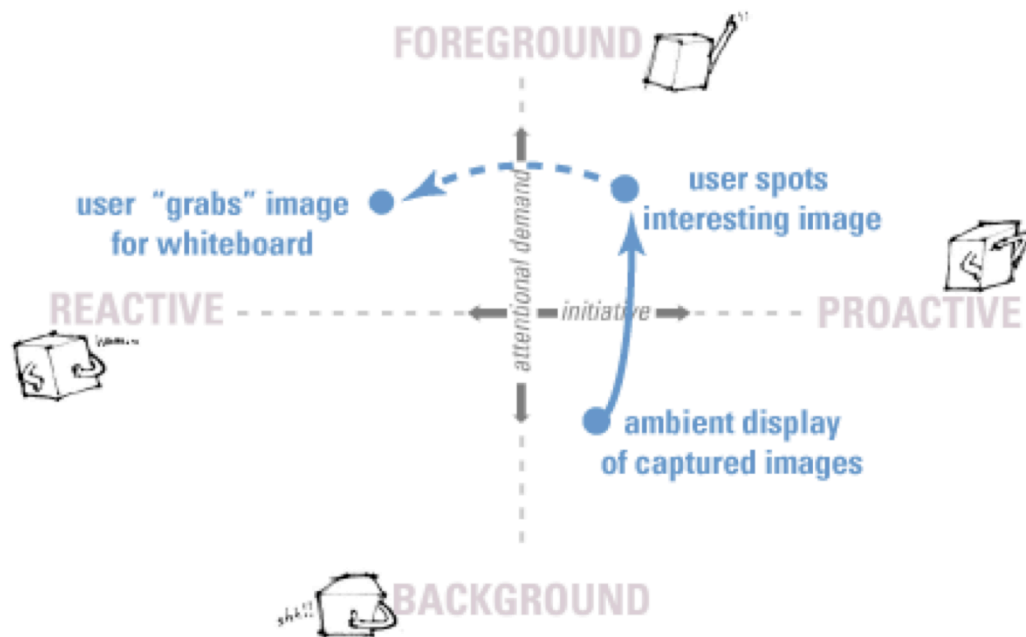 FOREGROUND
!!
user "grabs" image
for whiteboard
user spots
interesting image
attentional demand
REACTIVE
initiative
PROACTIVE
hmm..
ambient display
of captured images
shh!!
BACKGROUND